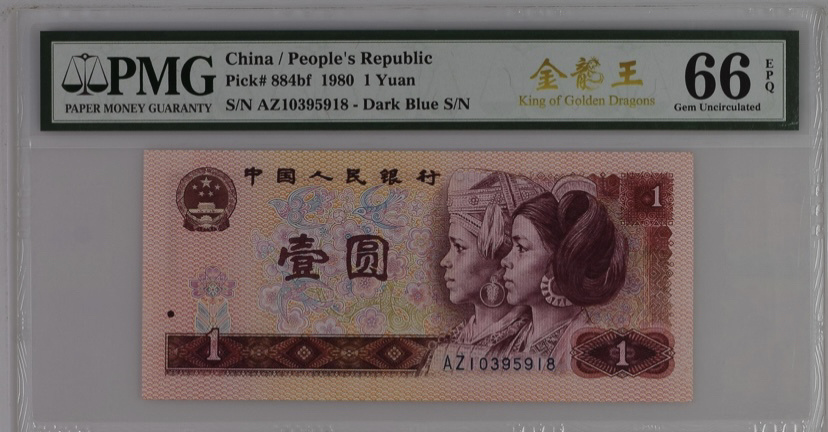 PMG
PAPER MONEY GUARANTY
China / People's Republic
Pick# 884bf 1980 1 Yuan
S/N AZ10395918 - Dark Blue S/N
金龍王
King of Golden Dragons
66
EPQ
Gem Uncirculated
中国人民银行
1
壹圆
1
AZ10395918
1